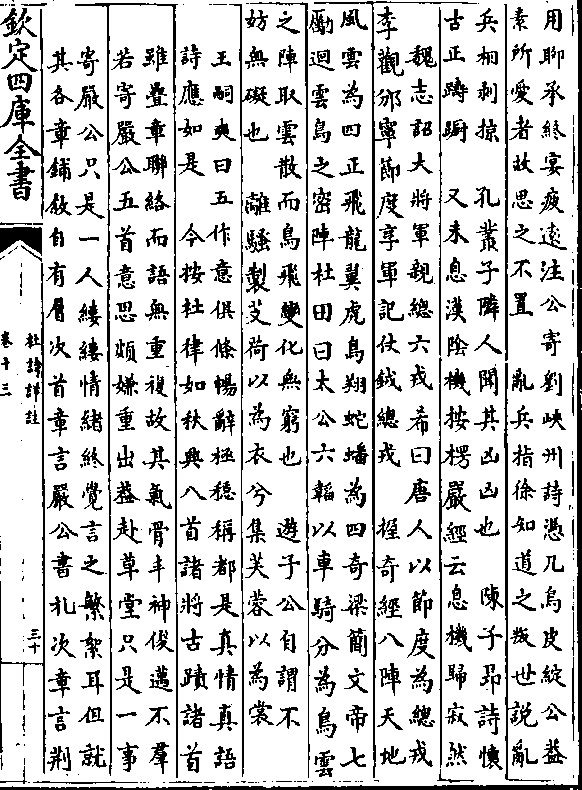 用聊承終宴疲遠注公寄劉峽州詩憑几烏皮綻公益
素所愛者故思之不置　亂兵指徐如道之叛世説亂
兵相剥掠　孔叢子隣人聞其凶凶也　陳子昻詩懷
古正躊蹰　又未息漢陰機按楞嚴經云息機歸寂然
魏志詔大將軍親總六戎希曰唐人以節度為總戎
李觀邠寧節度享軍記仗鉞總戎　握奇經八陣天地
風雲為四正飛龍翼虎鳥翔蛇蟠為四奇梁簡文帝七
勵迴雲鳥之密陣杜田曰太公六韜以車騎分為鳥雲
之陣取雲散而鳥飛變化無窮也　遊子公自謂不
妨無礙也　離騷製芰荷以為衣兮集芙蓉以為裳
王嗣奭曰五作意俱條暢辭極穏稱都是真情真語
詩應如是　今按杜律如秋興八首諸將古蹟諸首
雖疊章聯絡而語無重複故其氣骨丰神俊邁不羣
若寄嚴公五首意思頗嫌重出葢赴草堂只是一事
寄嚴公只是一人縷縷情緒終覺言之繁絮耳但就
其各章鋪敘自有層次首章言嚴公書札次章言荆
欽定四庫全書
杜詩詳註
卷十三
三十